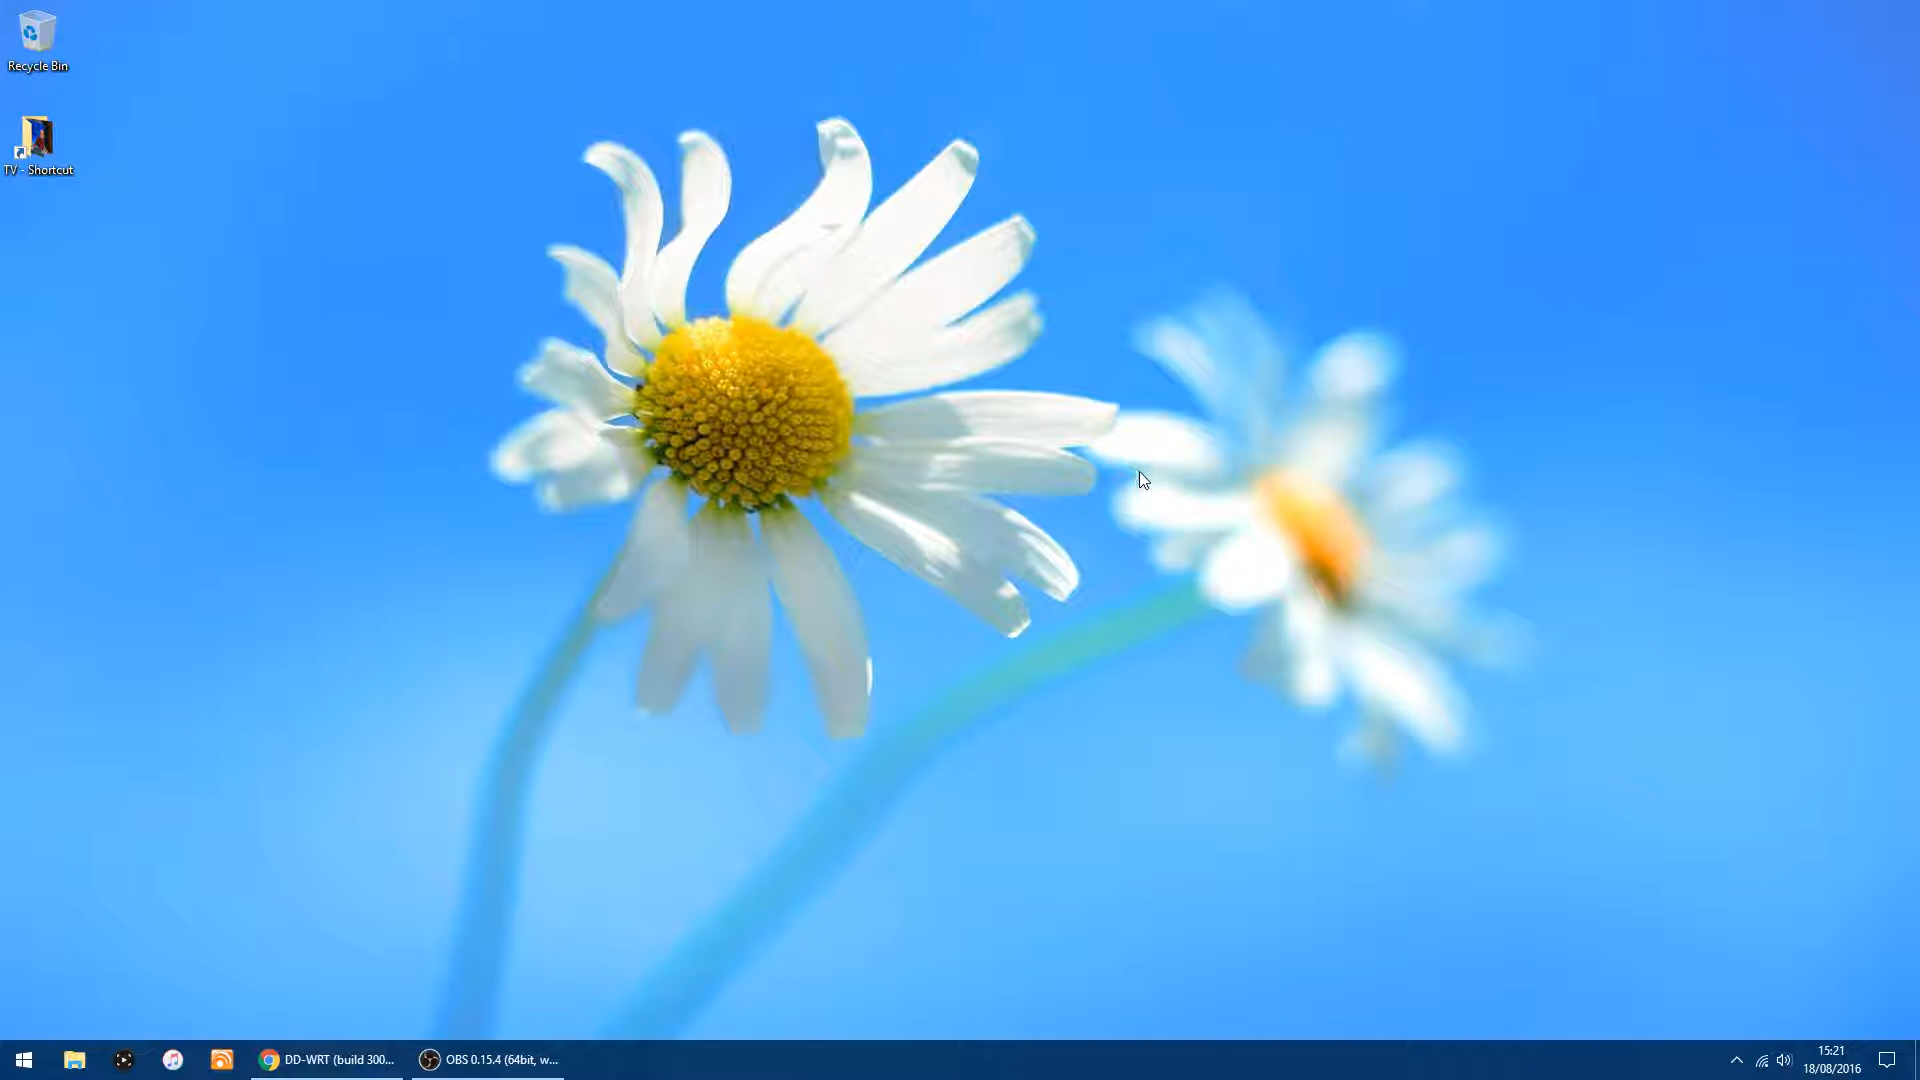 Recycle Bin
TV - Shortcut
DD-WRT (build 300...
OBS 0.15.4 (64bit, w...
15:21
18/08/2016